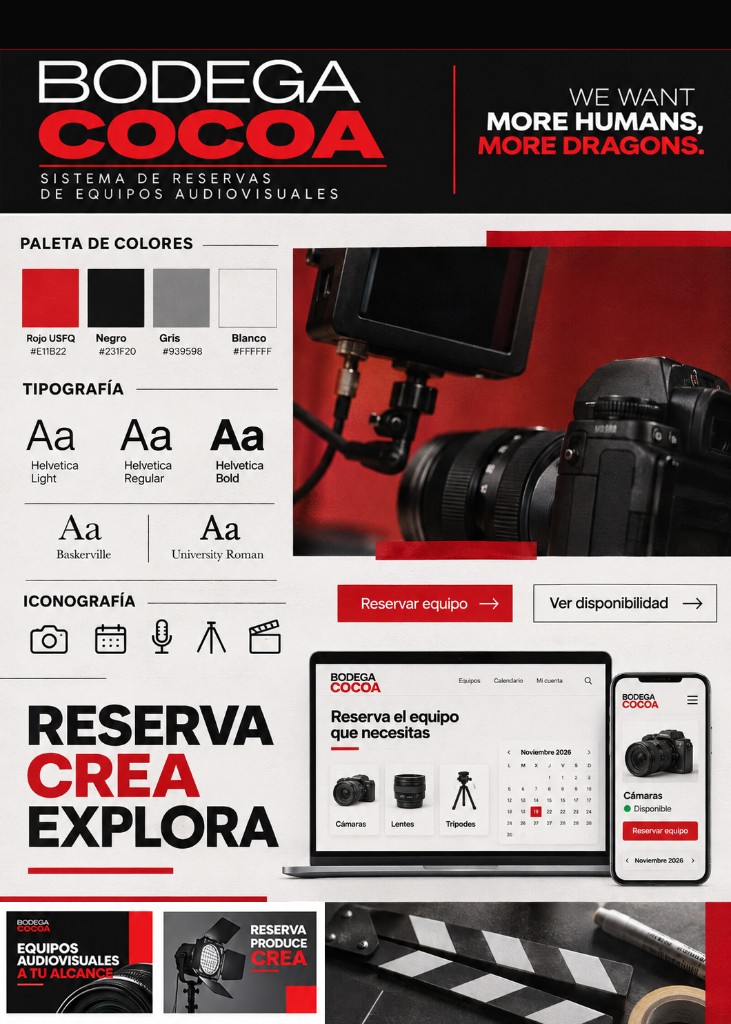 BODEGA
COCOA
SISTEMA DE RESERVAS
DE EQUIPOS AUDIOVISUALES
WE WANT
MORE HUMANS,
MORE DRAGONS.
PALETA DE COLORES
Rojo USFQ
#E11B22
Negro
#231F20
Gris
#939598
Blanco
#FFFFFF
TIPOGRAFÍA
Aa
Helvetica
Light
Aa
Helvetica
Regular
Aa
Helvetica
Bold
Aa
Baskerville
Aa
University Roman
ICONOGRAFÍA
Reservar equipo
Ver disponibilidad
RESERVA
CREA
EXPLORA
BODEGA
COCOA
Equipos Calendario Mi cuenta
Reserva el equipo
que necesitas
Cámaras
Lentes
Trípodes
Noviembre 2026
L M X J V S D
BODEGA
COCOA
Cámaras
Disponible
Reservar equipo
Noviembre 2026
BODEGA
COCOA
EQUIPOS
AUDIOVISUALES
A TU ALCANCE
RESERVA
PRODUCE
CREA